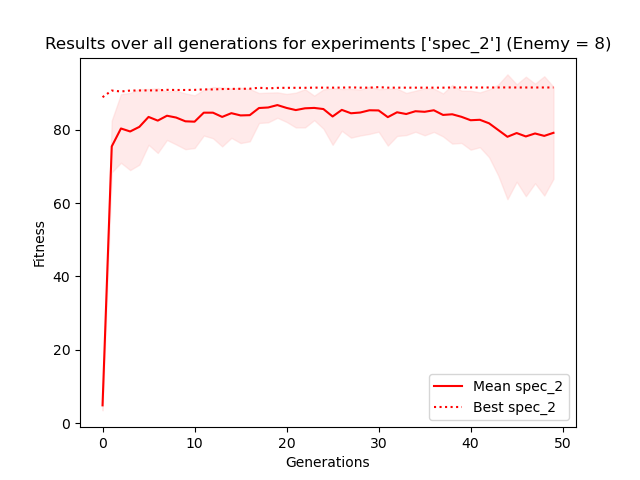 Results over all generations for experiments ['spec_2'] (Enemy = 8)
Fitness
80
60
40
20
0
0 10 20 30 40 50
Generations
Mean spec_2
Best spec_2